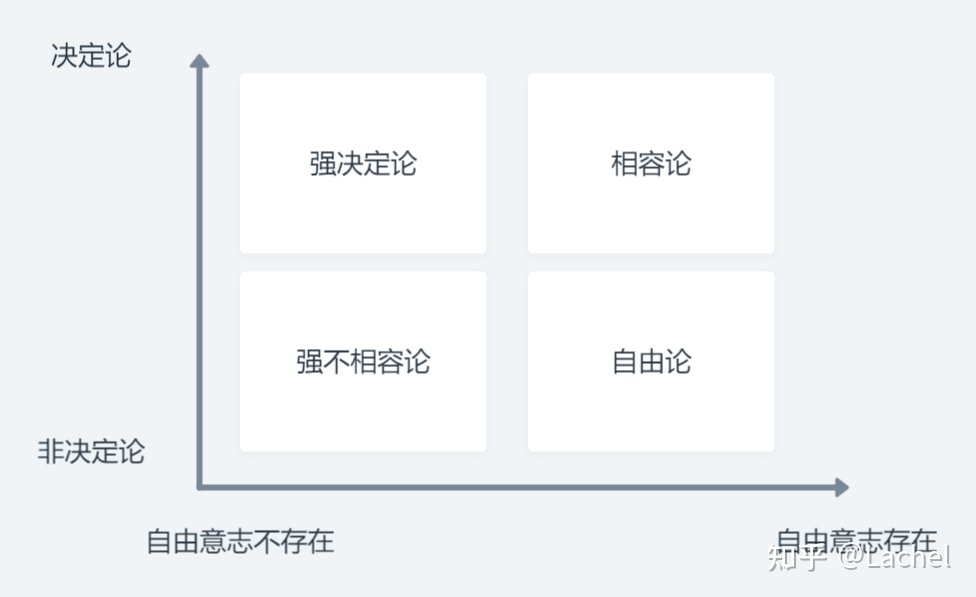 决定论
强决定论
相容论
强不相容论
自由论
非决定论
自由意志不存在
自由意志存在
知乎 @Lachel